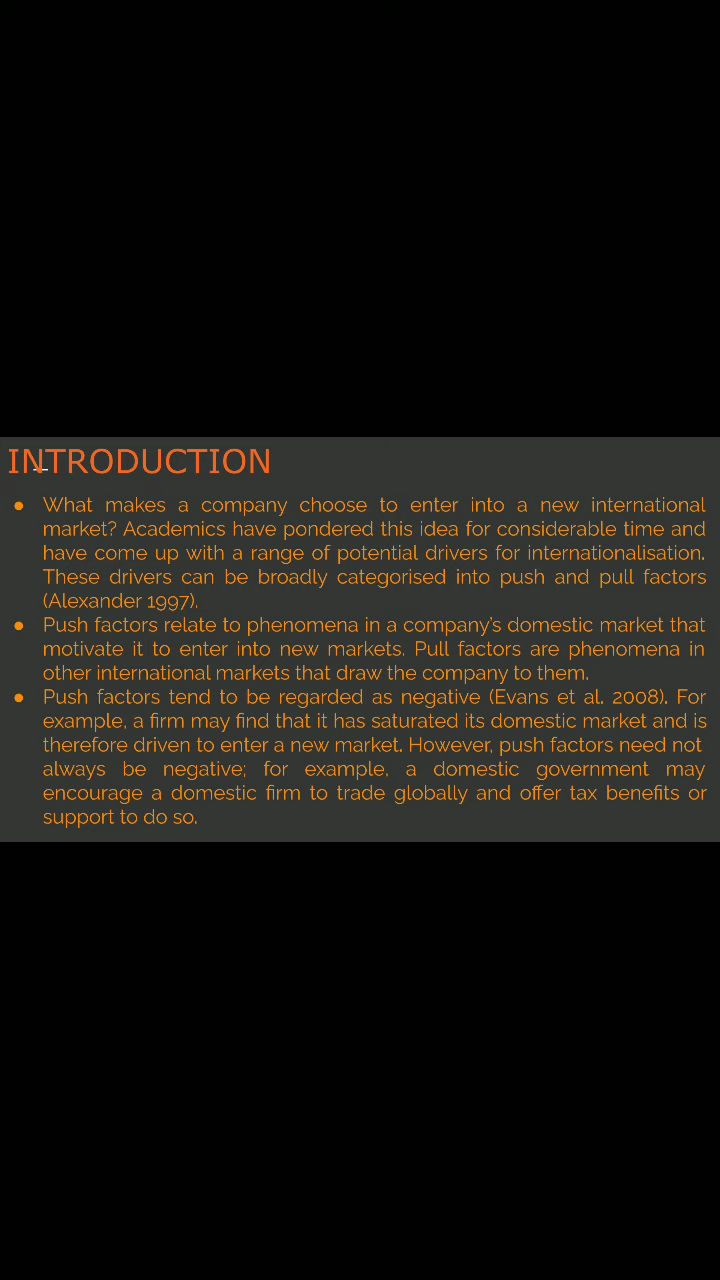 INTRODUCTION
● What makes a company choose to enter into a new international
market? Academics have pondered this idea for considerable time and
have come up with a range of potential drivers for internationalisation.
These drivers can be broadly categorised into push and pull factors
(Alexander 1997).
● Push factors relate to phenomena in a company's domestic market that
motivate it to enter into new markets. Pull factors are phenomena in
other international markets that draw the company to them.
● Push factors tend to be regarded as negative (Evans et al. 2008). For
example, a firm may find that it has saturated its domestic market and is
therefore driven to enter a new market. However, push factors need not
always be negative; for example, a domestic government may
encourage a domestic firm to trade globally and offer tax benefits or
support to do so.